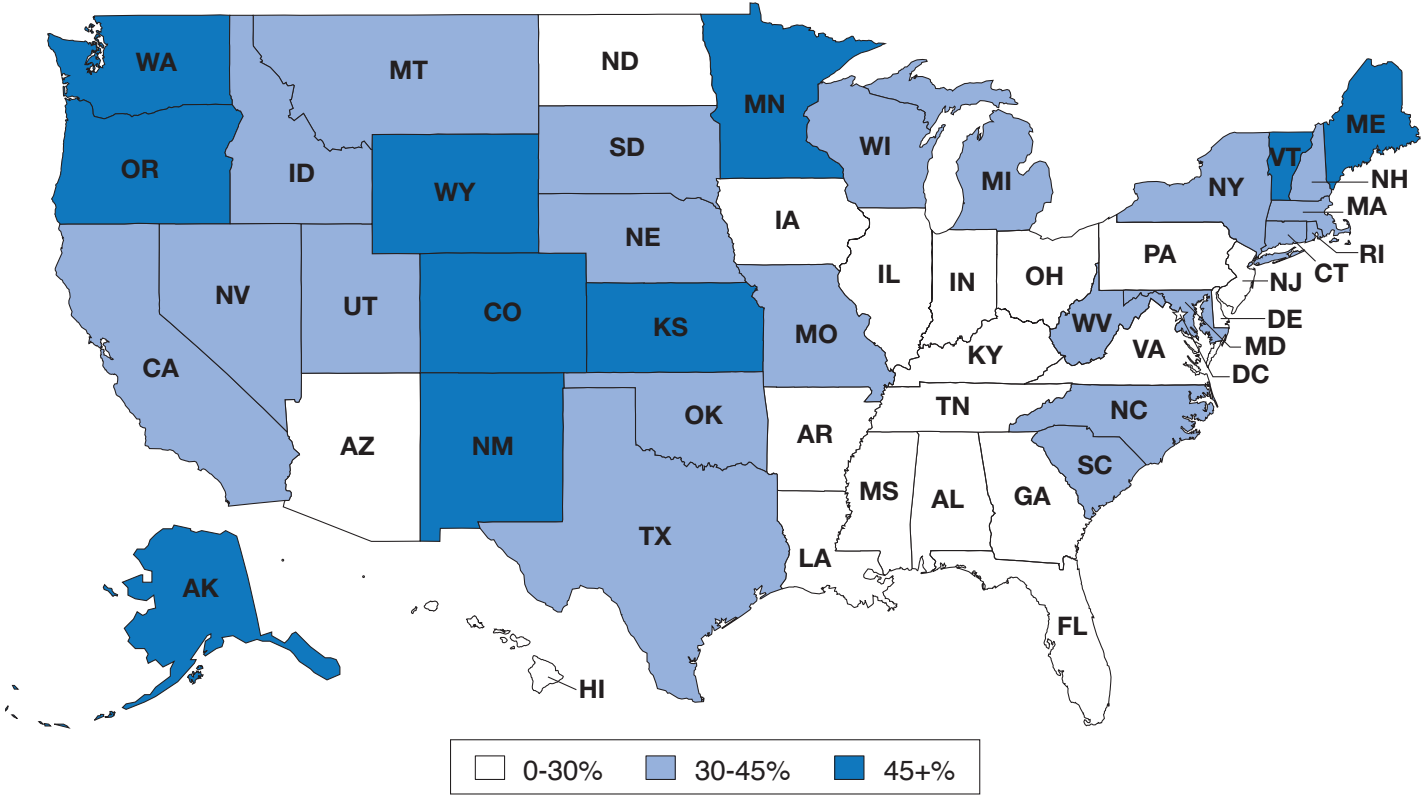 WA
MT
ND
MN
ME
OR
ID
SD
WI
VT
WY
MI
NY
NH
MA
IA
NE
RI
PA
CT
NV
UT
CO
IL
IN
OH
NJ
KS
MO
WV
DE
CA
KY
VA
MD
DC
AZ
NM
OK
AR
TN
NC
SC
TX
MS
AL
GA
LA
AK
FL
HI
0-30% 30-45% 45+%